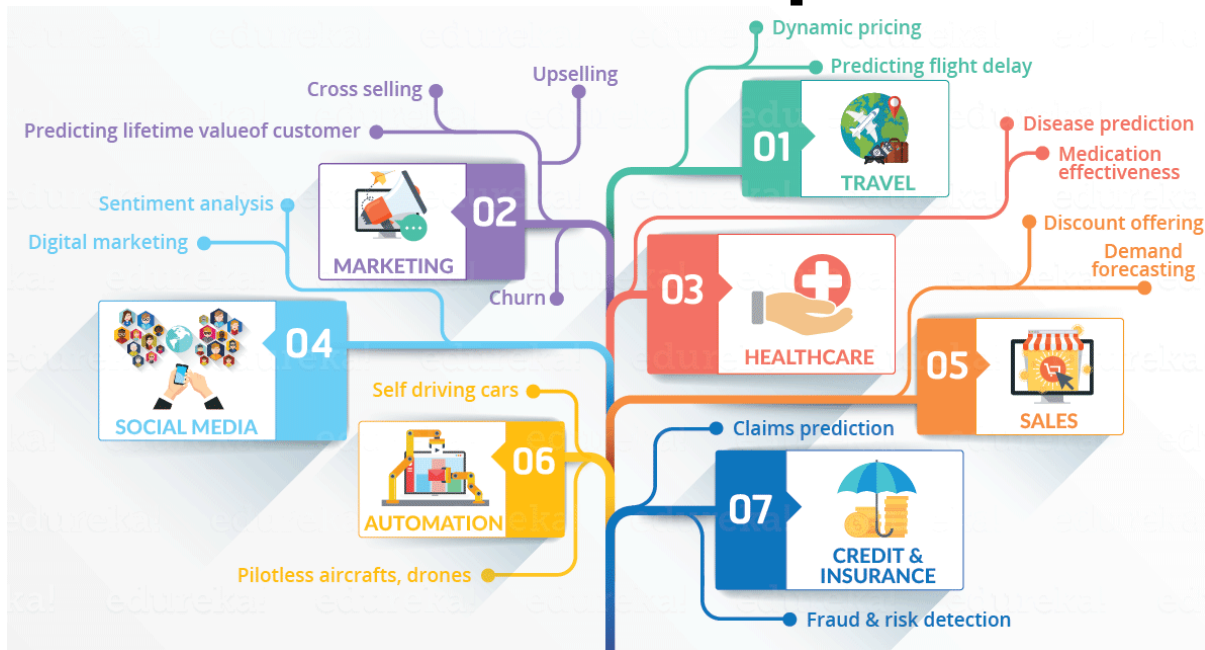 Dynamic pricing
Predicting flight delay
01
TRAVEL
Upselling
Cross selling
Predicting lifetime valueof customer
02
MARKETING
Churn
Disease prediction
Medication
effectiveness
03
HEALTHCARE
Sentiment analysis
Digital marketing
04
SOCIAL MEDIA
Discount offering
Demand
forecasting
05
SALES
Self driving cars
06
AUTOMATION
Pilotless aircrafts, drones
Claims prediction
07
CREDIT &
INSURANCE
Fraud & risk detection
edureka!